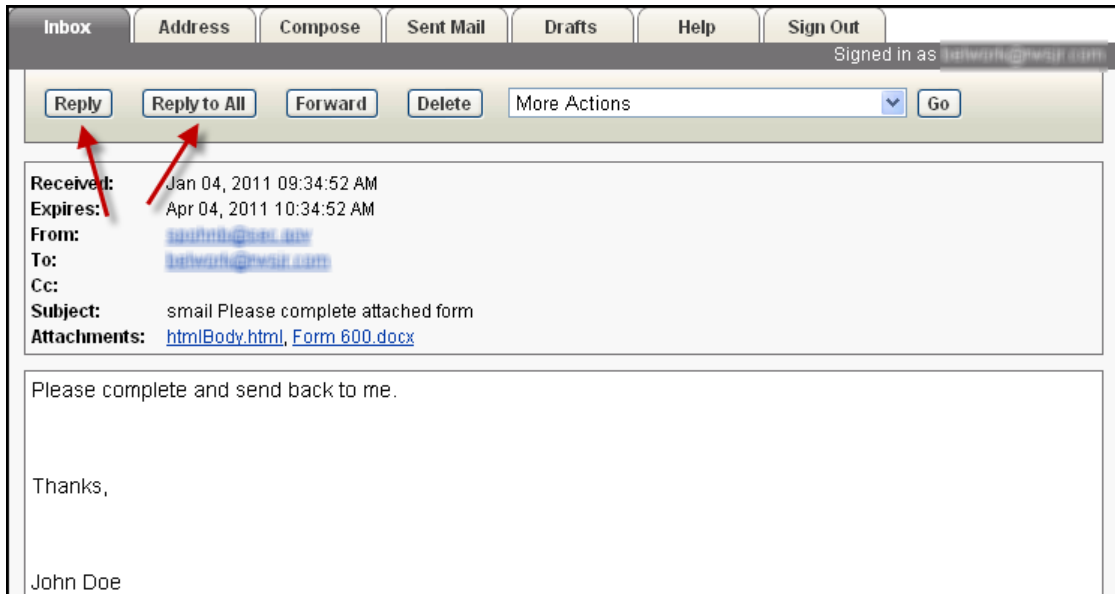 Inbox Address Compose Sent Mail Drafts Help Sign Out
Signed in as
Reply Reply to All Forward Delete More Actions Go
Received: Jan 04, 2011 09:34:52 AM
Expires: Apr 04, 2011 10:34:52 AM
From:
To:
Cc:
Subject: smail Please complete attached form
Attachments: htmlBody.html, Form 600.docx
Please complete and send back to me.
Thanks,
John Doe